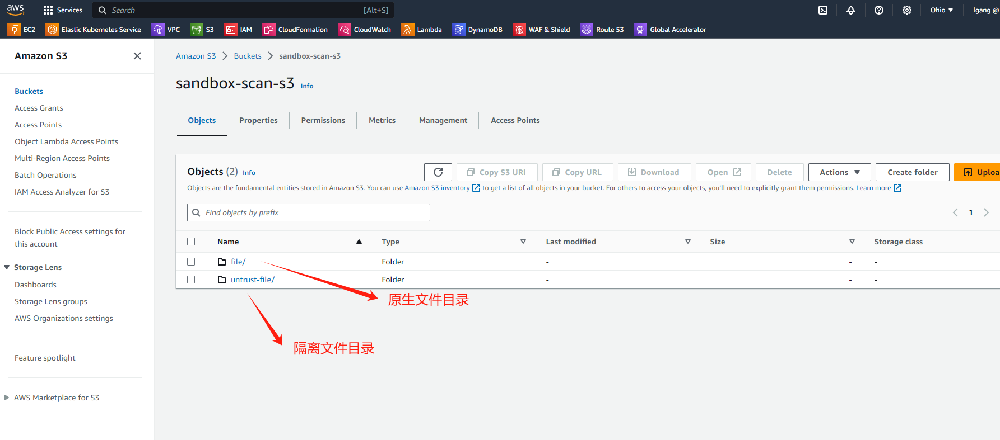 aws Services Search [Alt+S] Ohio lgang @
EC2 Elastic Kubernetes Service VPC S3 IAM CloudFormation CloudWatch Lambda DynamoDB WAF & Shield Route 53 Global Accelerator
Amazon S3
Buckets
Access Grants
Access Points
Object Lambda Access Points
Multi-Region Access Points
Batch Operations
IAM Access Analyzer for S3
Block Public Access settings for
this account
Storage Lens
Dashboards
Storage Lens groups
AWS Organizations settings
Feature spotlight
AWS Marketplace for S3
Amazon S3 Buckets sandbox-scan-s3
sandbox-scan-s3 Info
Objects Properties Permissions Metrics Management Access Points
Objects (2) Info Copy S3 URI Copy URL Download Open Delete Actions Create folder Uploa
Objects are the fundamental entities stored in Amazon S3. You can use Amazon S3 inventory to get a list of all objects in your bucket. For others to access your objects, you'll need to explicitly grant them permissions. Learn more
Find objects by prefix 1
Name Type Last modified Size Storage class
file/ Folder - - -
untrust-file/ Folder - - -
原生文件目录
隔离文件目录